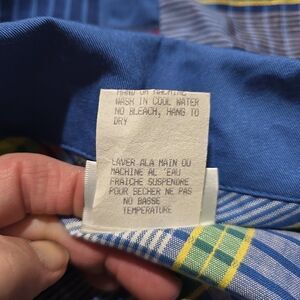 HAND OR MACHINE
WASH IN COOL WATER
NO BLEACH, HANG TO
DRY
LAVER ALA MAIN OU
MACHINE AL 'EAU
FRAICHE SUSPENDRE
POUR SECHER NE PAS
NO BASSE
TEMPERATURE